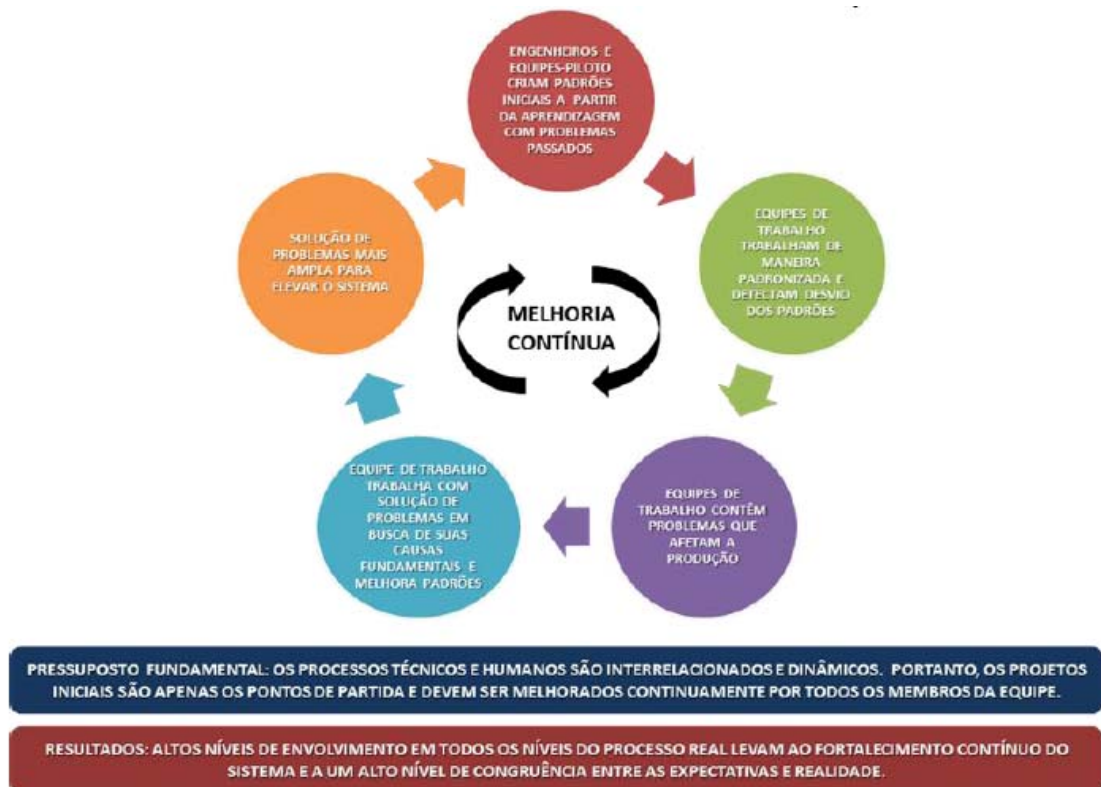 ENGENHEIROS E
EQUIPES-PILOTO
CRIAM PADRÕES
INICIAIS A PARTIR
DA APRENDIZAGEM
COM PROBLEMAS
PASSADOS
EQUIPES DE
TRABALHO
TRABALHAM DE
MANEIRA
PADRONIZADA E
DETECTAM DESVIO
DOS PADRÕES
EQUIPES DE
TRABALHO CONTÊM
PROBLEMAS QUE
AFETAM A
PRODUÇÃO
EQUIPE DE TRABALHO
TRABALHA COM
SOLUÇÃO DE
PROBLEMAS EM
BUSCA DE SUAS
CAUSAS
FUNDAMENTAIS E
MELHORA PADRÕES
SOLUÇÃO DE
PROBLEMAS MAIS
AMPLA PARA
ELEVAR O SISTEMA
MELHORIA
CONTÍNUA
PRESSUPOSTO FUNDAMENTAL: OS PROCESSOS TÉCNICOS E HUMANOS SÃO INTERRELACIONADOS E DINÂMICOS. PORTANTO, OS PROJETOS
INICIAIS SÃO APENAS OS PONTOS DE PARTIDA E DEVEM SER MELHORADOS CONTINUAMENTE POR TODOS OS MEMBROS DA EQUIPE.
RESULTADOS: ALTOS NÍVEIS DE ENVOLVIMENTO EM TODOS OS NÍVEIS DO PROCESSO REAL LEVAM AO FORTALECIMENTO CONTÍNUO DO
SISTEMA E A UM ALTO NÍVEL DE CONGRUÊNCIA ENTRE AS EXPECTATIVAS E REALIDADE.